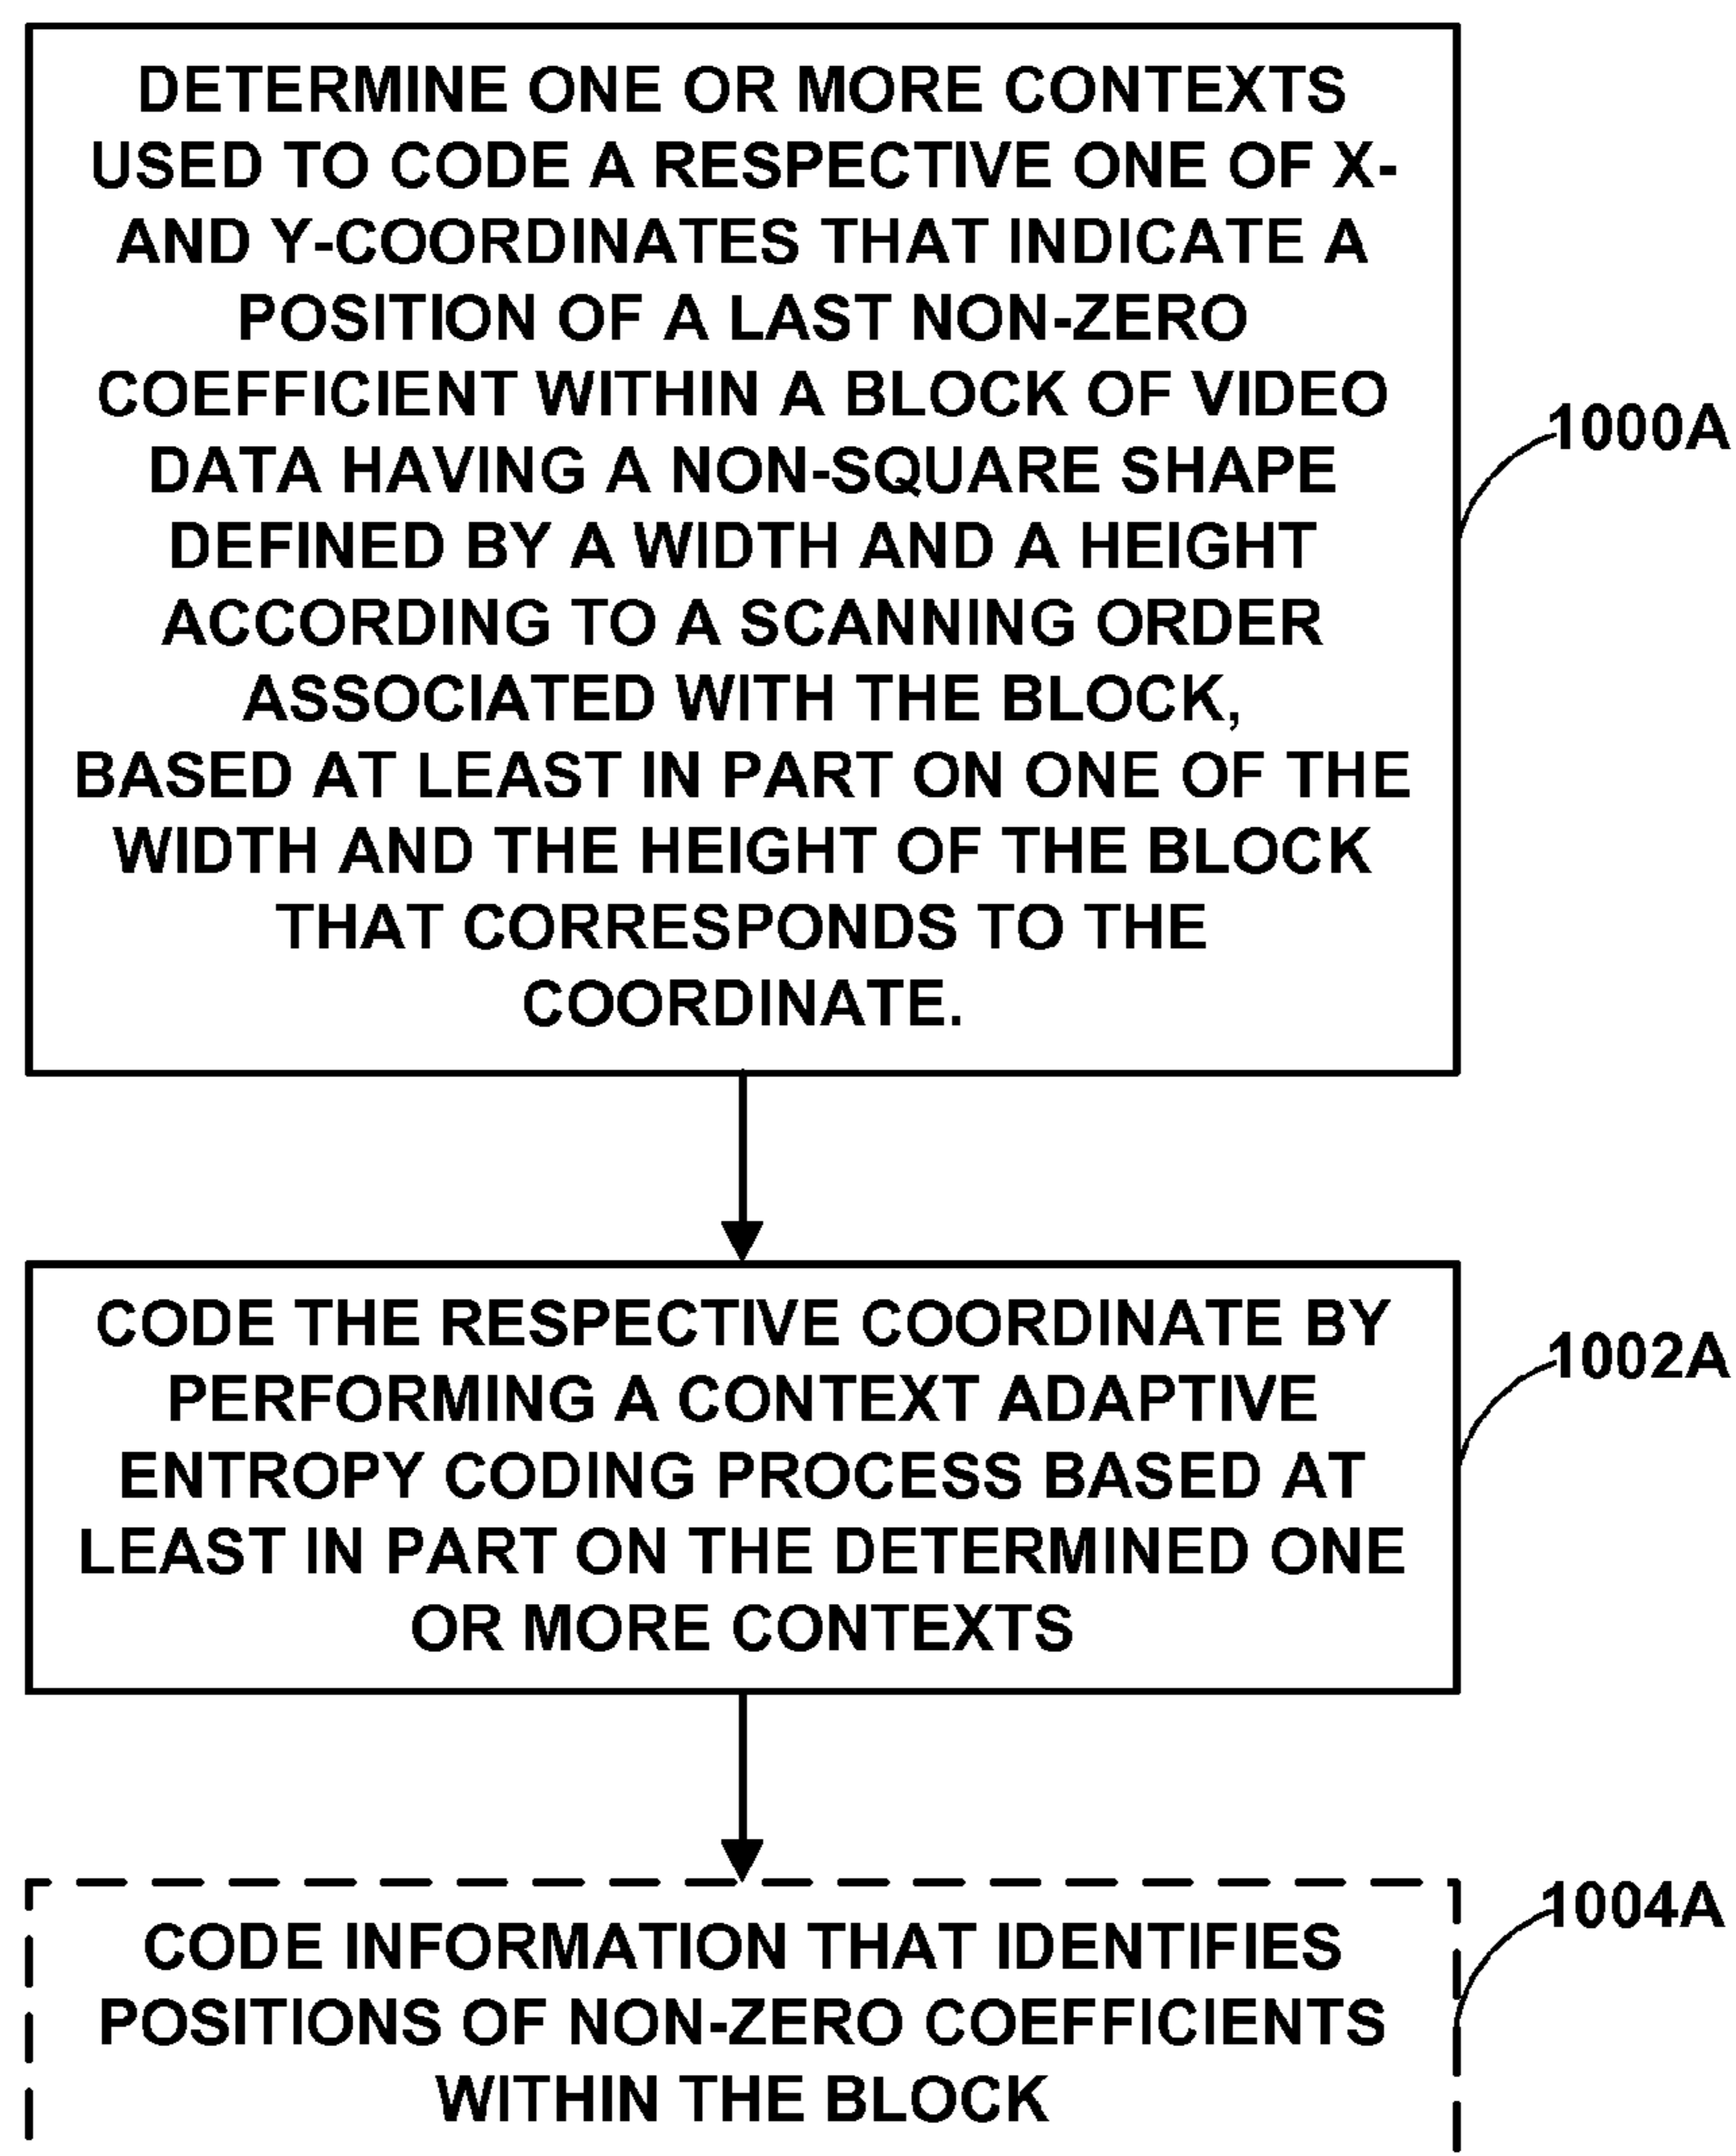 DETERMINE ONE OR MORE CONTEXTS
USED TO CODE A RESPECTIVE ONE OF X-
AND Y-COORDINATES THAT INDICATE A
POSITION OF A LAST NON-ZERO
COEFFICIENT WITHIN A BLOCK OF VIDEO
DATA HAVING A NON-SQUARE SHAPE
DEFINED BY A WIDTH AND A HEIGHT
ACCORDING TO A SCANNING ORDER
ASSOCIATED WITH THE BLOCK,
BASED AT LEAST IN PART ON ONE OF THE
WIDTH AND THE HEIGHT OF THE BLOCK
THAT CORRESPONDS TO THE
COORDINATE.
1000A
CODE THE RESPECTIVE COORDINATE BY
PERFORMING A CONTEXT ADAPTIVE
ENTROPY CODING PROCESS BASED AT
LEAST IN PART ON THE DETERMINED ONE
OR MORE CONTEXTS
1002A
CODE INFORMATION THAT IDENTIFIES
POSITIONS OF NON-ZERO COEFFICIENTS
WITHIN THE BLOCK
1004A